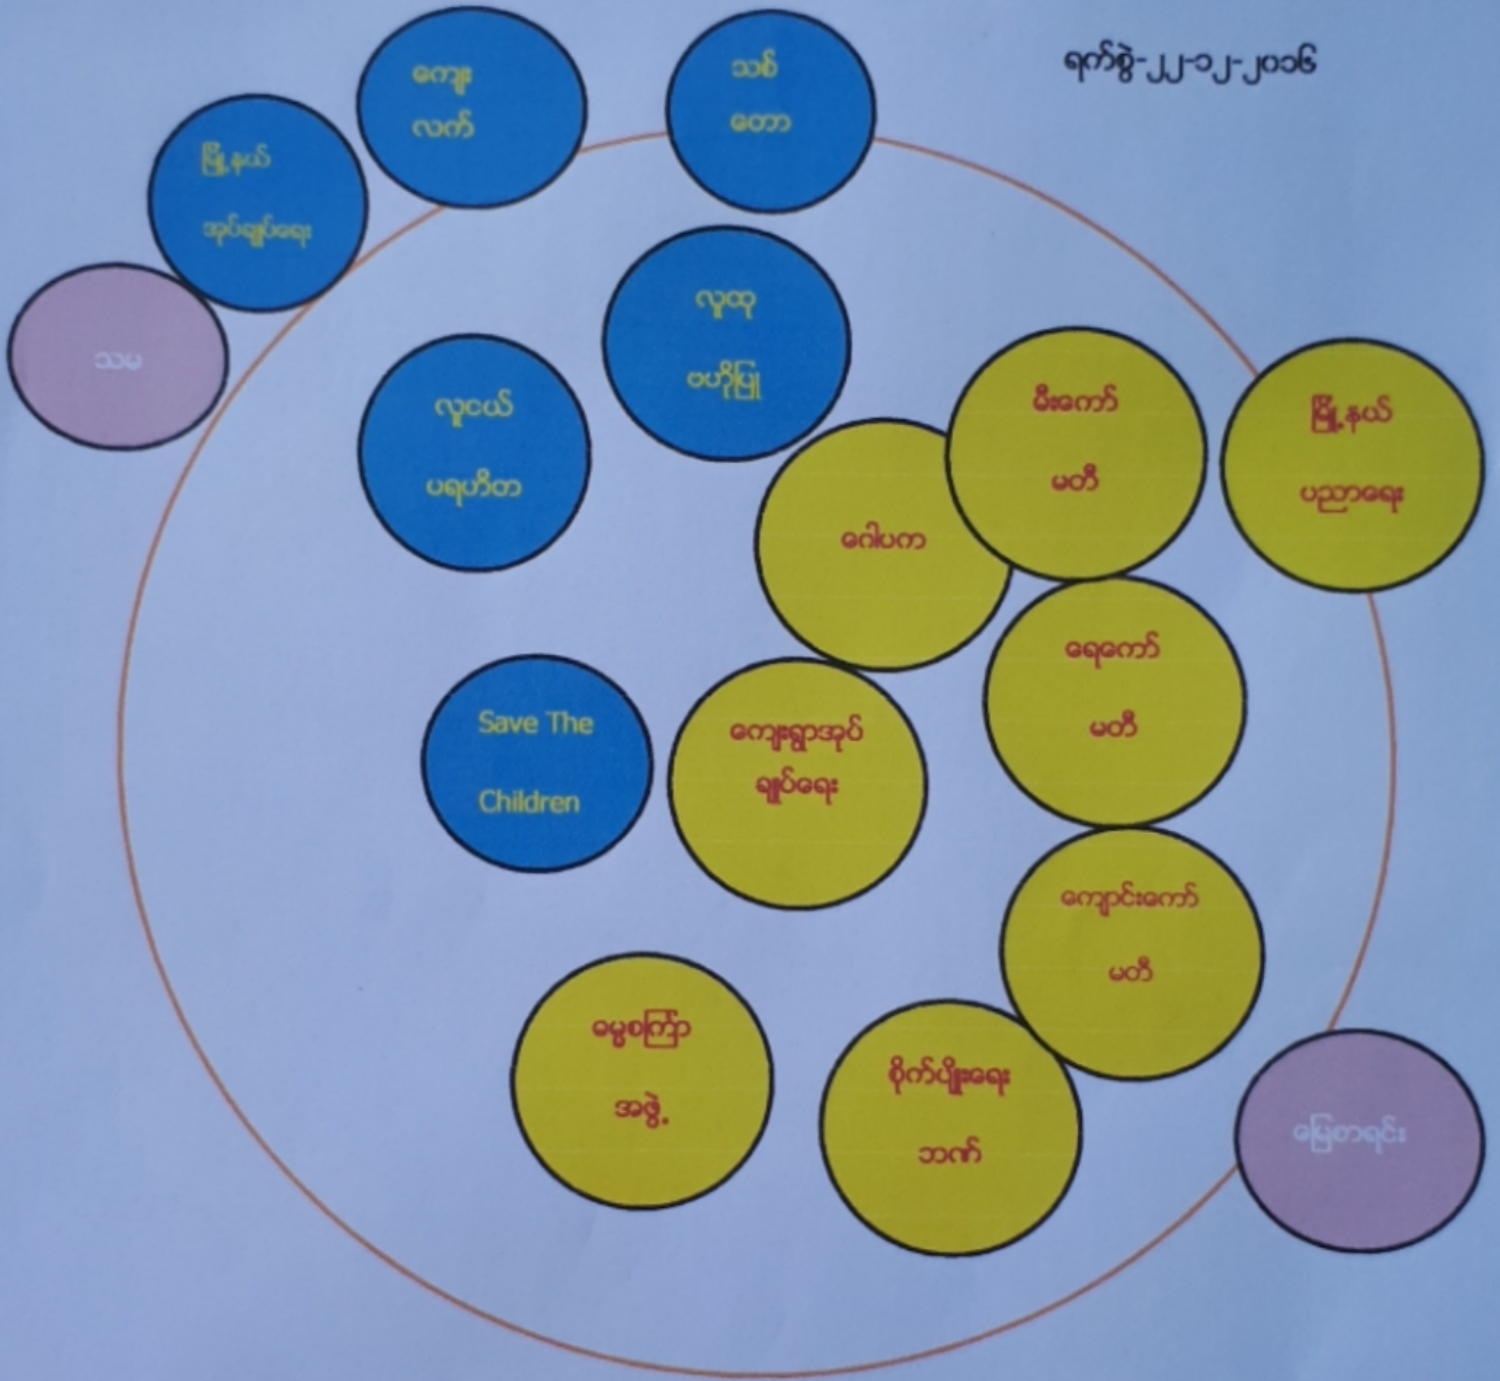 ရက်စွဲ-၂၂-၁၂-၂၀၁၆
ကျေး
လက်
သစ်
တော
မြို့နယ်
အုပ်ချုပ်ရေး
သမ
လူထု
ဗဟိုပြု
လူငယ်
ပရဟိတ
မီးကော်
မတီ
မြို့နယ်
ပညာရေး
ဂေါပက
ရေကော်
မတီ
Save The
Children
ကျေးရွာအုပ်
ချုပ်ရေး
ကျောင်းကော်
မတီ
ဓမ္မစကြာ
အဖွဲ့
စိုက်ပျိုးရေး
ဘဏ်
မြေစာရင်း